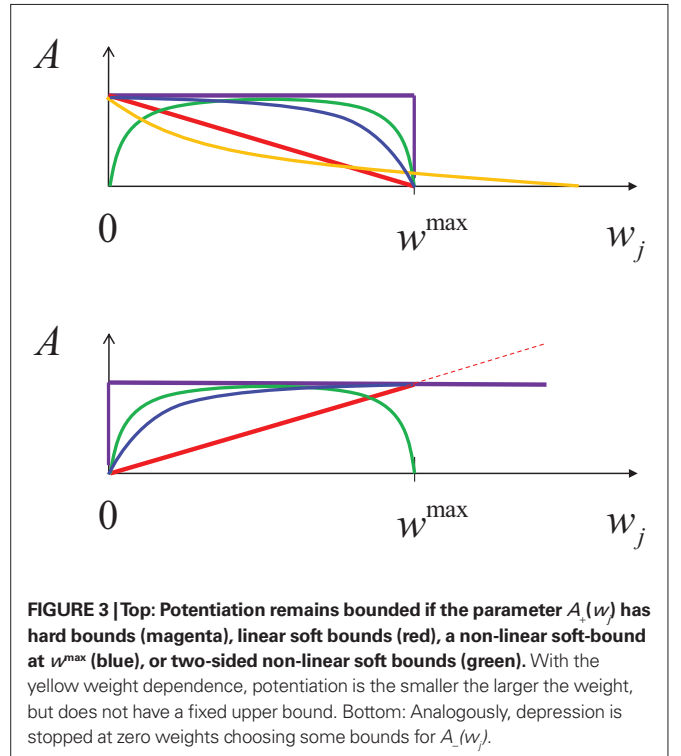 A
0
w^max
w_j
A
0
w^max
w_j
FIGURE 3 | Top: Potentiation remains bounded if the parameter A_+(w_j) has
hard bounds (magenta), linear soft bounds (red), a non-linear soft-bound
at w^max (blue), or two-sided non-linear soft bounds (green). With the
yellow weight dependence, potentiation is the smaller the larger the weight,
but does not have a fixed upper bound. Bottom: Analogously, depression is
stopped at zero weights choosing some bounds for A_-(w_j).